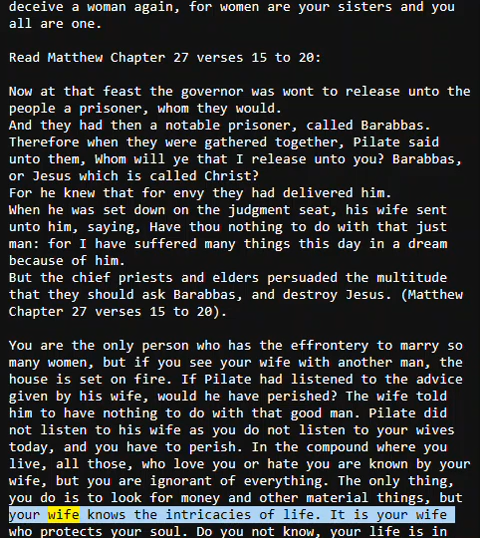 deceive a woman again, for women are your sisters and you
all are one.
Read Matthew Chapter 27 verses 15 to 20:
Now at that feast the governor was wont to release unto the
people a prisoner, whom they would.
And they had then a notable prisoner, called Barabbas.
Therefore when they were gathered together, Pilate said
unto them, Whom will ye that I release unto you? Barabbas,
or Jesus which is called Christ?
For he knew that for envy they had delivered him.
When he was set down on the judgment seat, his wife sent
unto him, saying, Have thou nothing to do with that just
man: for I have suffered many things this day in a dream
because of him.
But the chief priests and elders persuaded the multitude
that they should ask Barabbas, and destroy Jesus. (Matthew
Chapter 27 verses 15 to 20).
You are the only person who has the effrontery to marry so
many women, but if you see your wife with another man, the
house is set on fire. If Pilate had listened to the advice
given by his wife, would he have perished? The wife told
him to have nothing to do with that good man. Pilate did
not listen to his wife as you do not listen to your wives
today, and you have to perish. In the compound where you
live, all those, who love you or hate you are known by your
wife, but you are ignorant of everything. The only thing,
you do is to look for money and other material things, but
your wife knows the intricacies of life. It is your wife
who protects your soul. Do you not know, your life is in